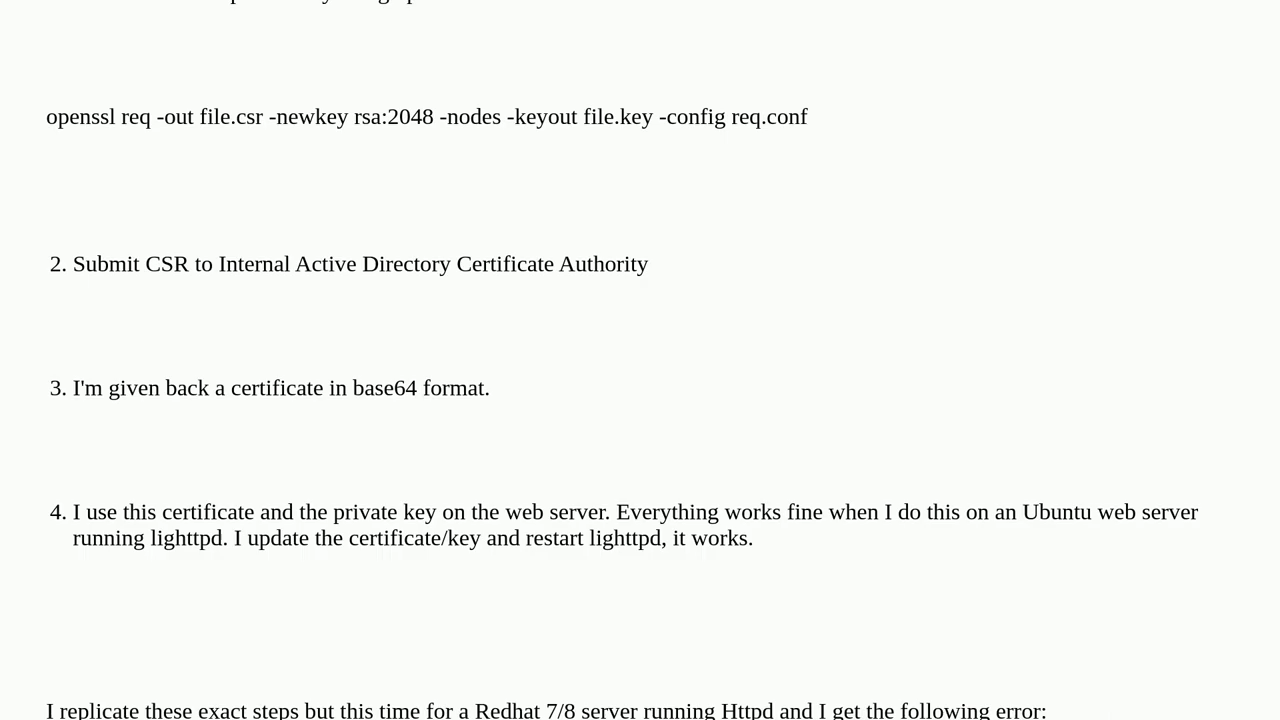 openssl req -out file.csr -newkey rsa:2048 -nodes -keyout file.key -config req.conf
2. Submit CSR to Internal Active Directory Certificate Authority
3. I'm given back a certificate in base64 format.
4. I use this certificate and the private key on the web server. Everything works fine when I do this on an Ubuntu web server
running lighttpd. I update the certificate/key and restart lighttpd, it works.
I replicate these exact steps but this time for a Redhat 7/8 server running Httpd and I get the following error: